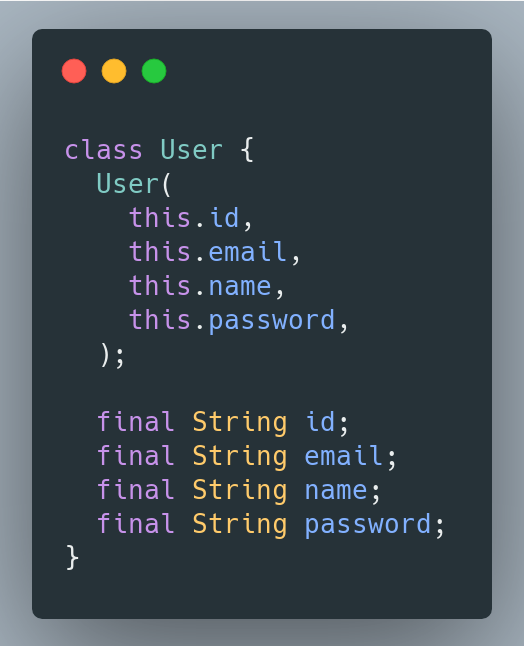 class User {
  User(
    this.id,
    this.email,
    this.name,
    this.password,
  );

  final String id;
  final String email;
  final String name;
  final String password;
}